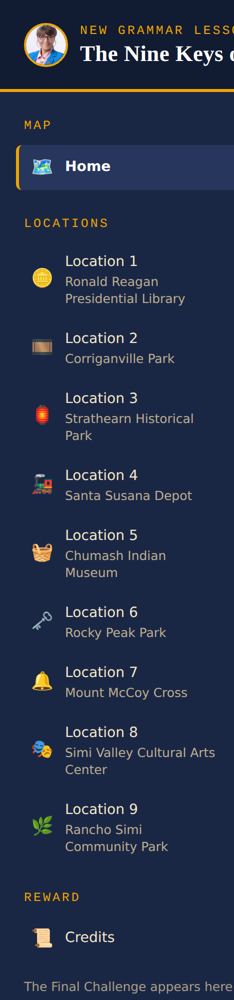 NEW GRAMMAR LESSO
The Nine Keys o
MAP
Home
LOCATIONS
Location 1
Ronald Reagan
Presidential Library
Location 2
Corriganville Park
Location 3
Strathearn Historical
Park
Location 4
Santa Susana Depot
Location 5
Chumash Indian
Museum
Location 6
Rocky Peak Park
Location 7
Mount McCoy Cross
Location 8
Simi Valley Cultural Arts
Center
Location 9
Rancho Simi
Community Park
REWARD
Credits
The Final Challenge appears here